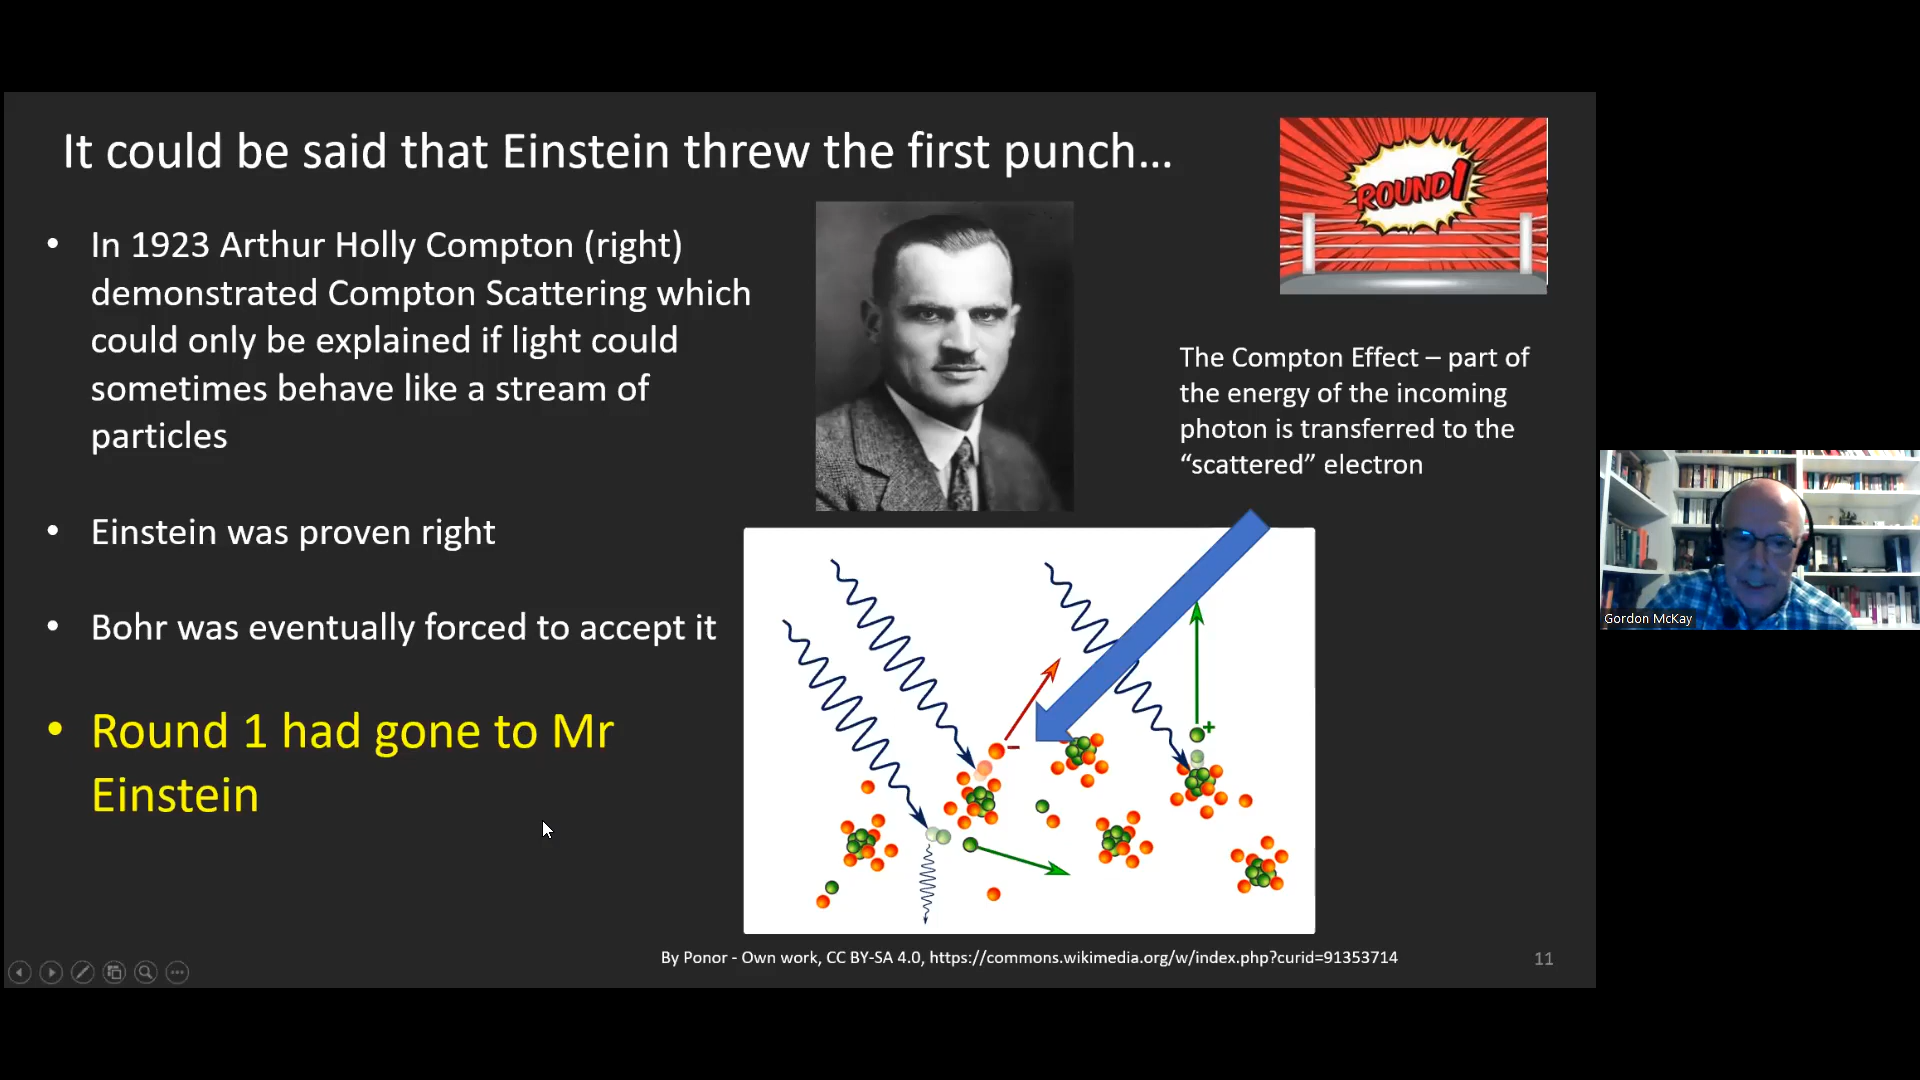 It could be said that Einstein threw the first punch...
ROUND 1
• In 1923 Arthur Holly Compton (right)
demonstrated Compton Scattering which
could only be explained if light could
sometimes behave like a stream of
particles
• Einstein was proven right
• Bohr was eventually forced to accept it
• Round 1 had gone to Mr
Einstein
The Compton Effect – part of
the energy of the incoming
photon is transferred to the
“scattered” electron
−
+
By Ponor - Own work, CC BY-SA 4.0, https://commons.wikimedia.org/w/index.php?curid=91353714
11
Gordon McKay